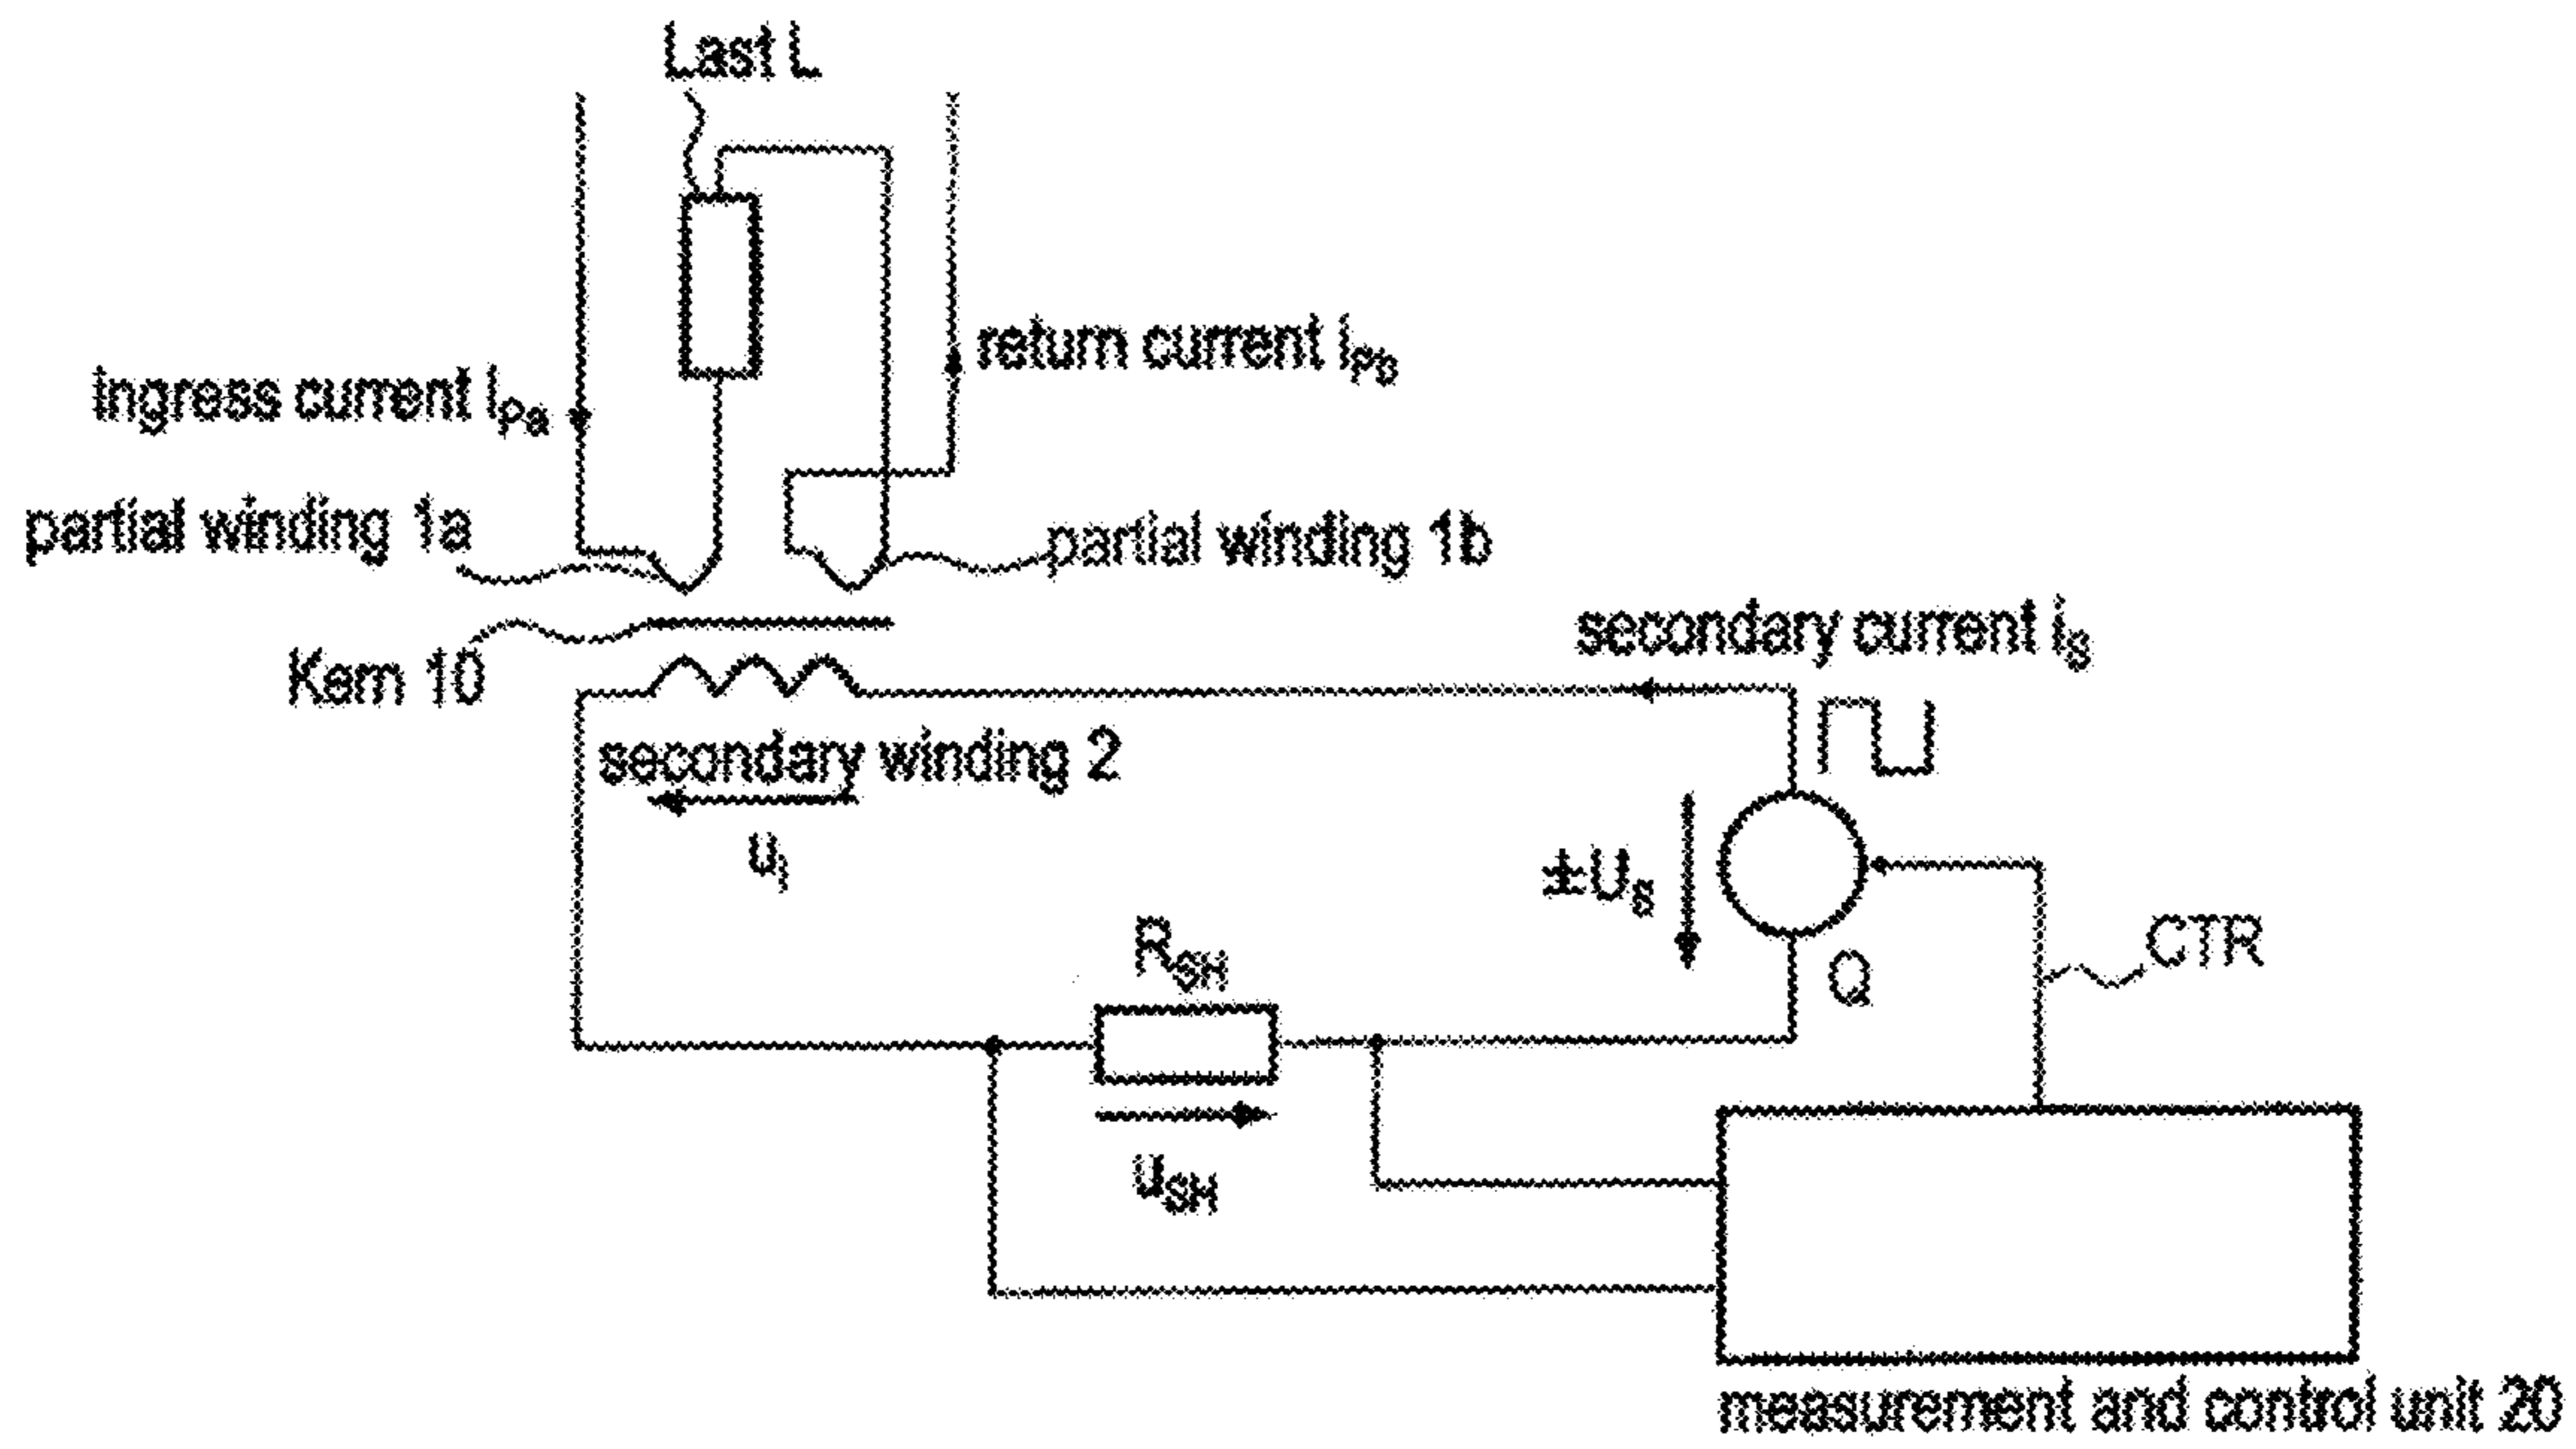 Last L
return current iPb
Ingress current iPa
partial winding 1a
partial winding 1b
secondary current iS
Kern 10
secondary winding 2
ui
±Us
RSH
Q
CTR
uSH
measurement and control unit 20